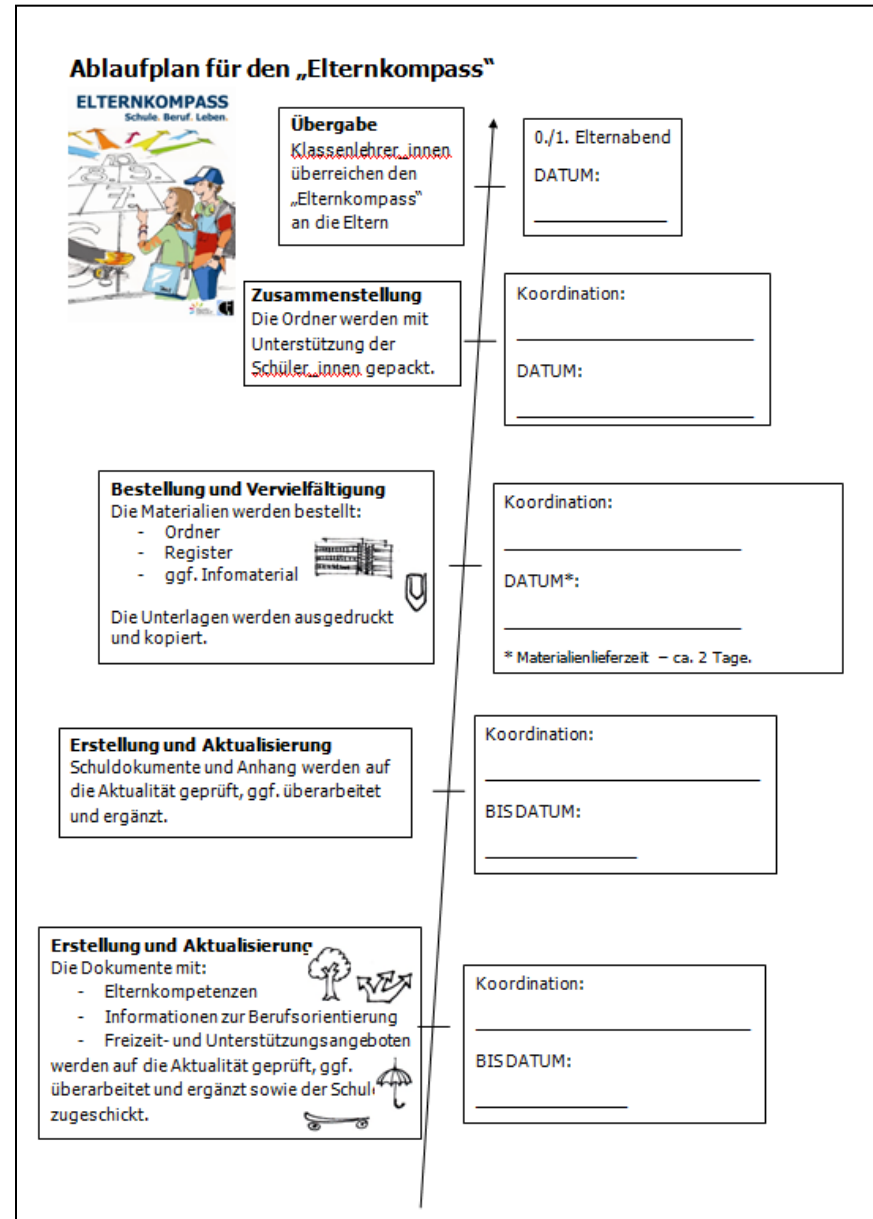 Ablaufplan für den „Elternkompass“
ELTERNKOMPASS
Schule. Beruf. Leben.
8. 9.
7.
Übergabe
Klassenlehrer_innen
überreichen den
„Elternkompass“
an die Eltern
0./1. Elternabend
DATUM:
Zusammenstellung
Die Ordner werden mit
Unterstützung der
Schüler_innen gepackt.
Koordination:
DATUM:
Bestellung und Vervielfältigung
Die Materialien werden bestellt:
- Ordner
- Register
- ggf. Infomaterial
Die Unterlagen werden ausgedruckt
und kopiert.
Koordination:
DATUM*:
* Materialienlieferzeit – ca. 2 Tage.
Erstellung und Aktualisierung
Schuldokumente und Anhang werden auf
die Aktualität geprüft, ggf. überarbeitet
und ergänzt.
Koordination:
BIS DATUM:
Erstellung und Aktualisierung
Die Dokumente mit:
- Elternkompetenzen
- Informationen zur Berufsorientierung
- Freizeit- und Unterstützungsangeboten
werden auf die Aktualität geprüft, ggf.
überarbeitet und ergänzt sowie der Schule
zugeschickt.
Koordination:
BIS DATUM: